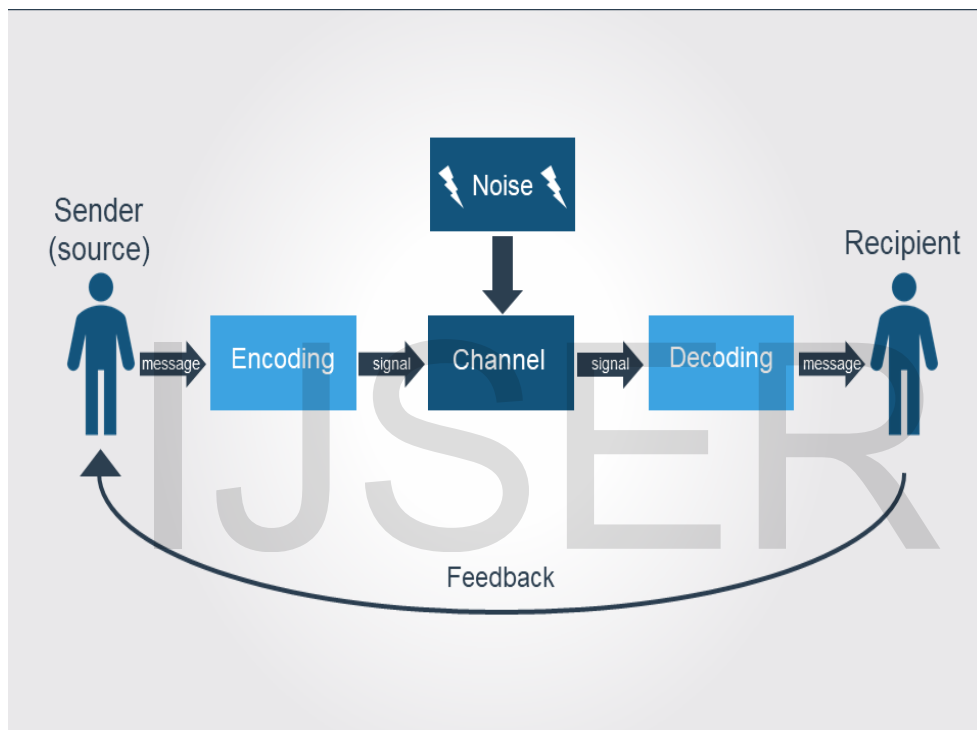 Noise
Sender
(source)
Recipient
message
Encoding
signal
Channel
signal
Decoding
message
IJSER
Feedback